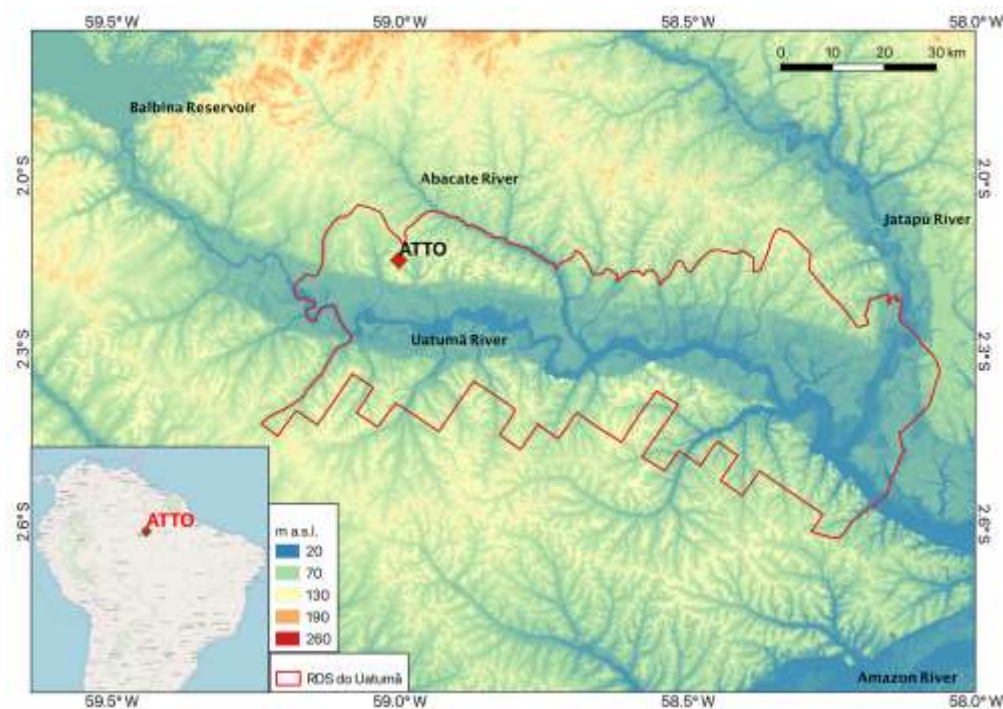 59.5°W
59.0°W
58.5°W
58.0°W
0 10 20 30 km
Balbina Reservoir
2.0°S
2.0°S
Abacate River
Jatapú River
ATTO
Uatumã River
2.3°S
2.3°S
ATTO
m a.s.l.
20
70
130
190
260
2.6°S
2.6°S
RDS do Uatumã
Amazon River
59.5°W
59.0°W
58.5°W
58.0°W